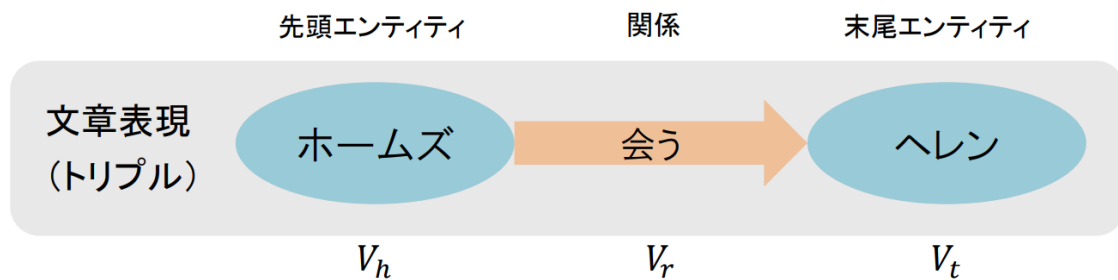 先頭エンティティ 関係 末尾エンティティ
文章表現
（トリプル）
ホームズ 会う ヘレン
V_h V_r V_t